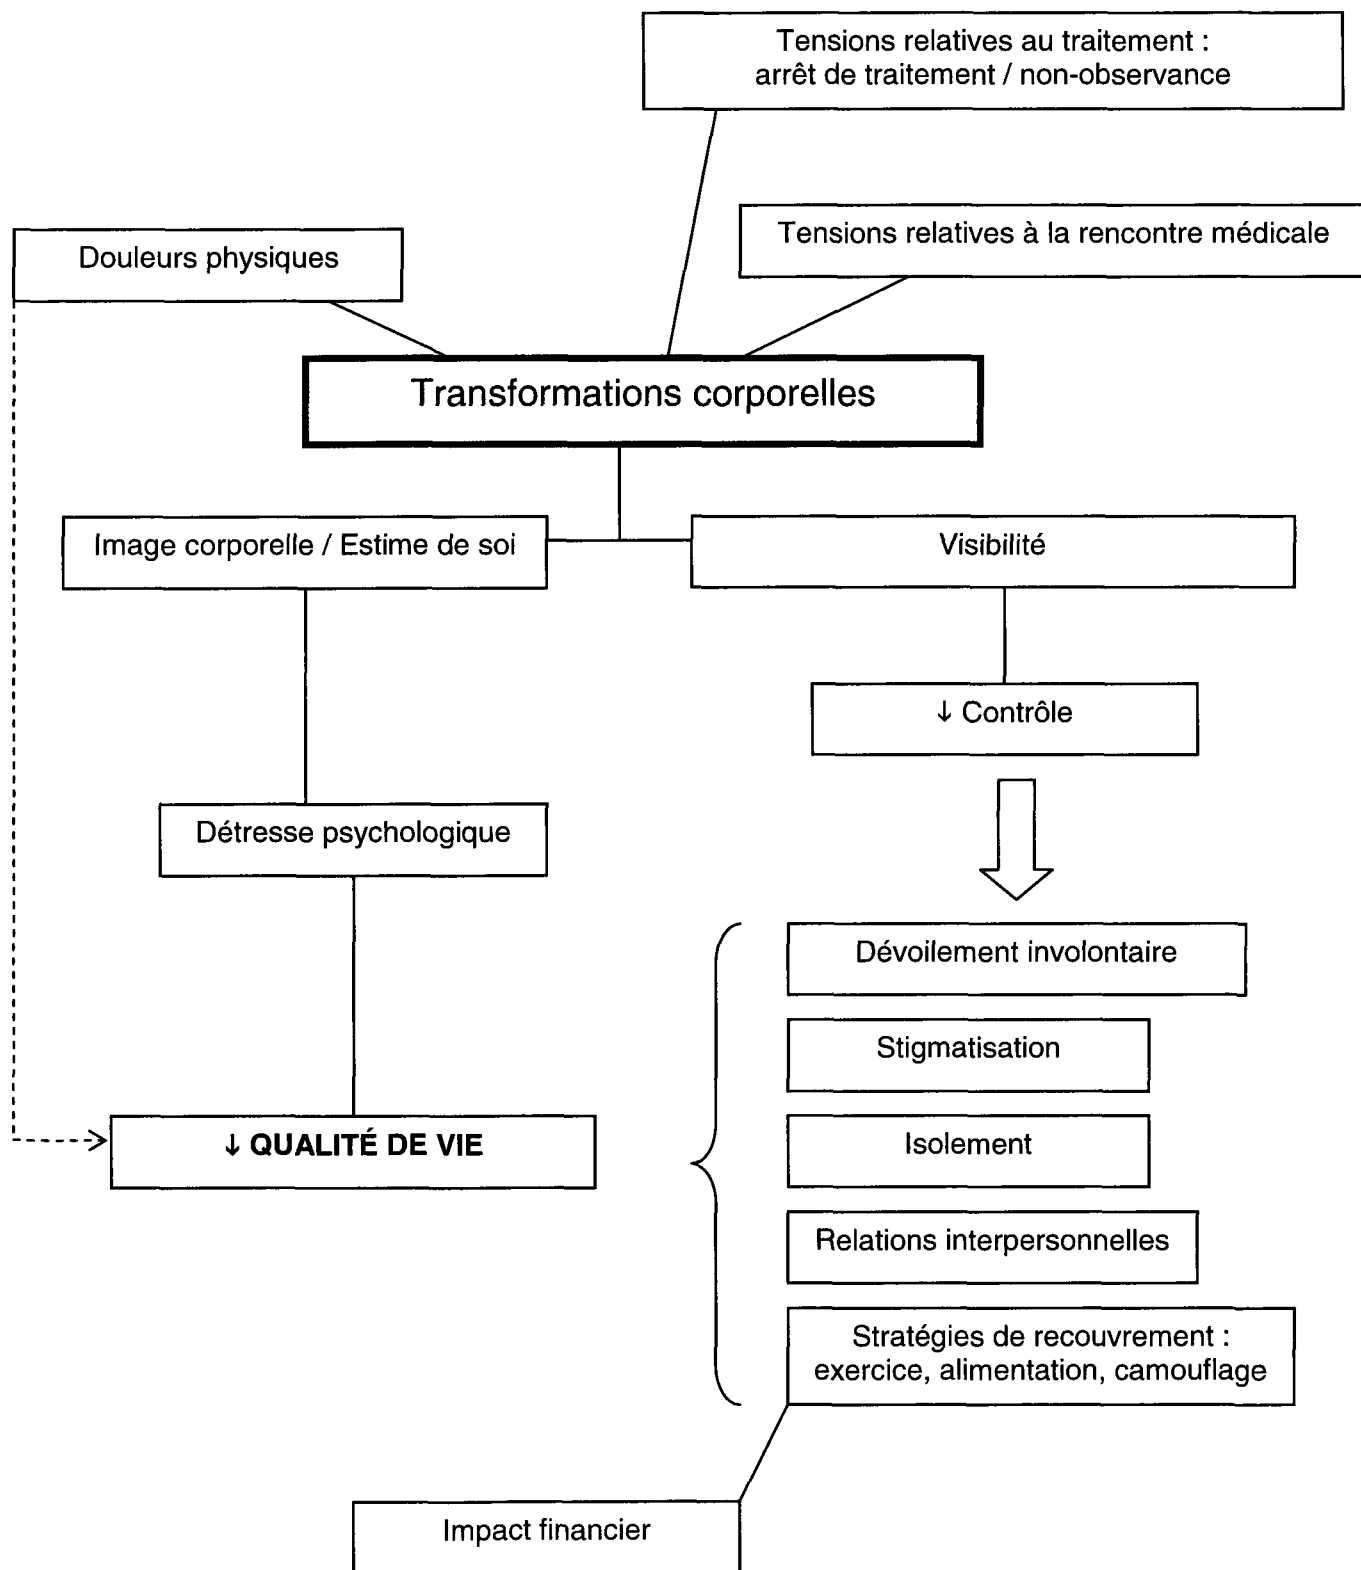 Tensions relatives au traitement :
arrêt de traitement / non-observance
Tensions relatives à la rencontre médicale
Douleurs physiques
Transformations corporelles
Image corporelle / Estime de soi
Visibilité
↓ Contrôle
Détresse psychologique
Dévoilement involontaire
Stigmatisation
↓ QUALITÉ DE VIE
Isolement
Relations interpersonnelles
Stratégies de recouvrement :
exercice, alimentation, camouflage
Impact financier